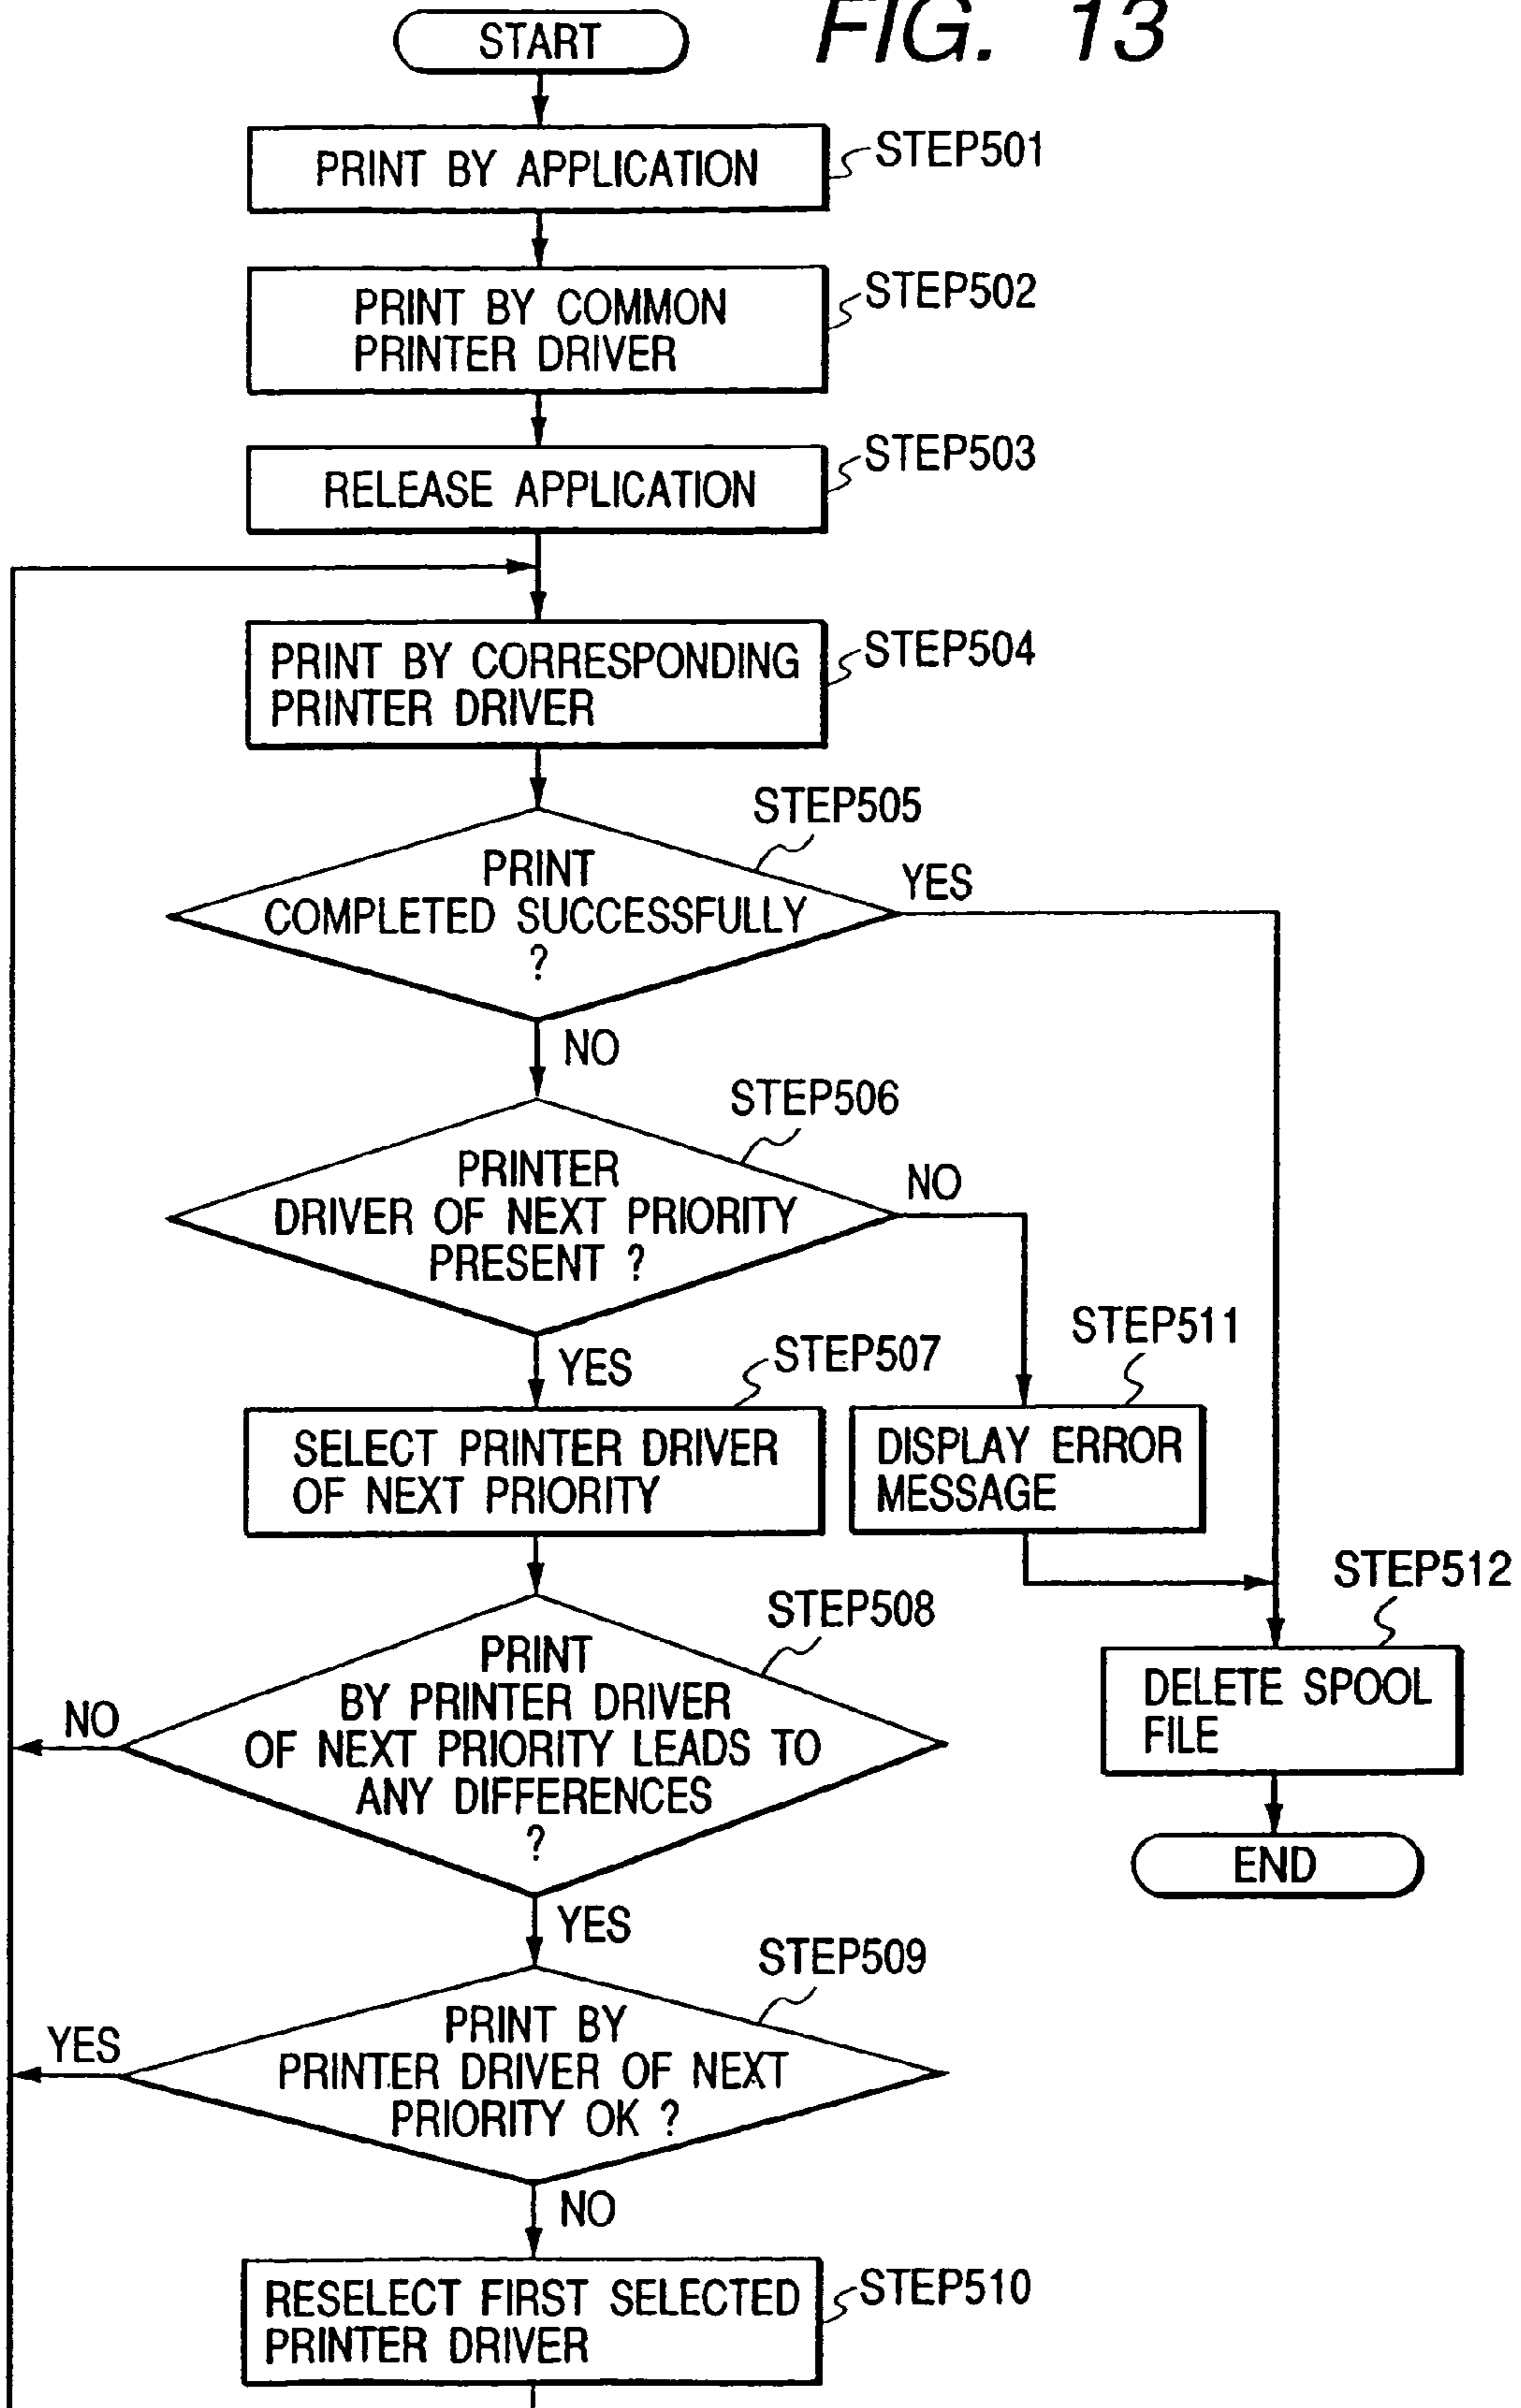 FIG. 13
START
PRINT BY APPLICATION
STEP501
PRINT BY COMMON
PRINTER DRIVER
STEP502
RELEASE APPLICATION
STEP503
PRINT BY CORRESPONDING
PRINTER DRIVER
STEP504
STEP505
PRINT
COMPLETED SUCCESSFULLY
?
YES
NO
STEP506
PRINTER
DRIVER OF NEXT PRIORITY
PRESENT ?
NO
YES
STEP507
SELECT PRINTER DRIVER
OF NEXT PRIORITY
STEP511
DISPLAY ERROR
MESSAGE
STEP508
PRINT
BY PRINTER DRIVER
OF NEXT PRIORITY LEADS TO
ANY DIFFERENCES
?
NO
YES
STEP512
DELETE SPOOL
FILE
END
STEP509
PRINT BY
PRINTER DRIVER OF NEXT
PRIORITY OK ?
YES
NO
RESELECT FIRST SELECTED
PRINTER DRIVER
STEP510